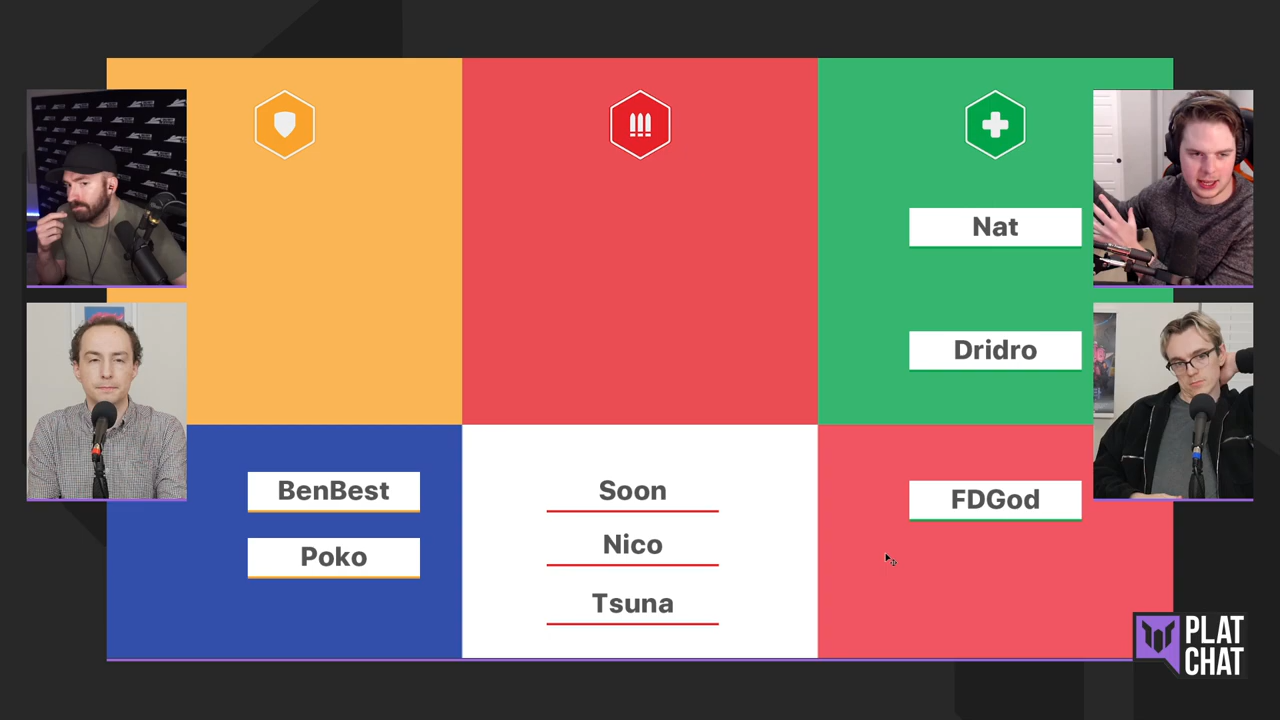 Nat
Dridro
BenBest
Poko
Soon
Nico
Tsuna
FDGod
PLAT
CHAT